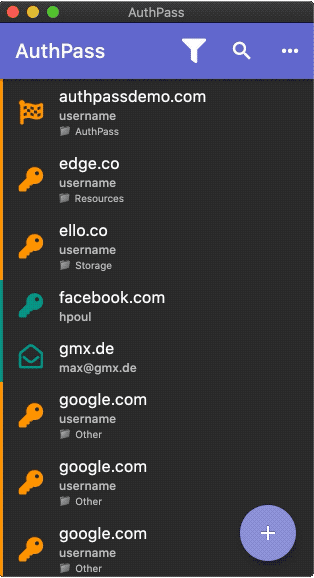 AuthPass
AuthPass
authpassdemo.com
username
AuthPass
edge.co
username
Resources
ello.co
username
Storage
facebook.com
hpoul
gmx.de
max@gmx.de
google.com
username
Other
google.com
username
Other
google.com
username
Other